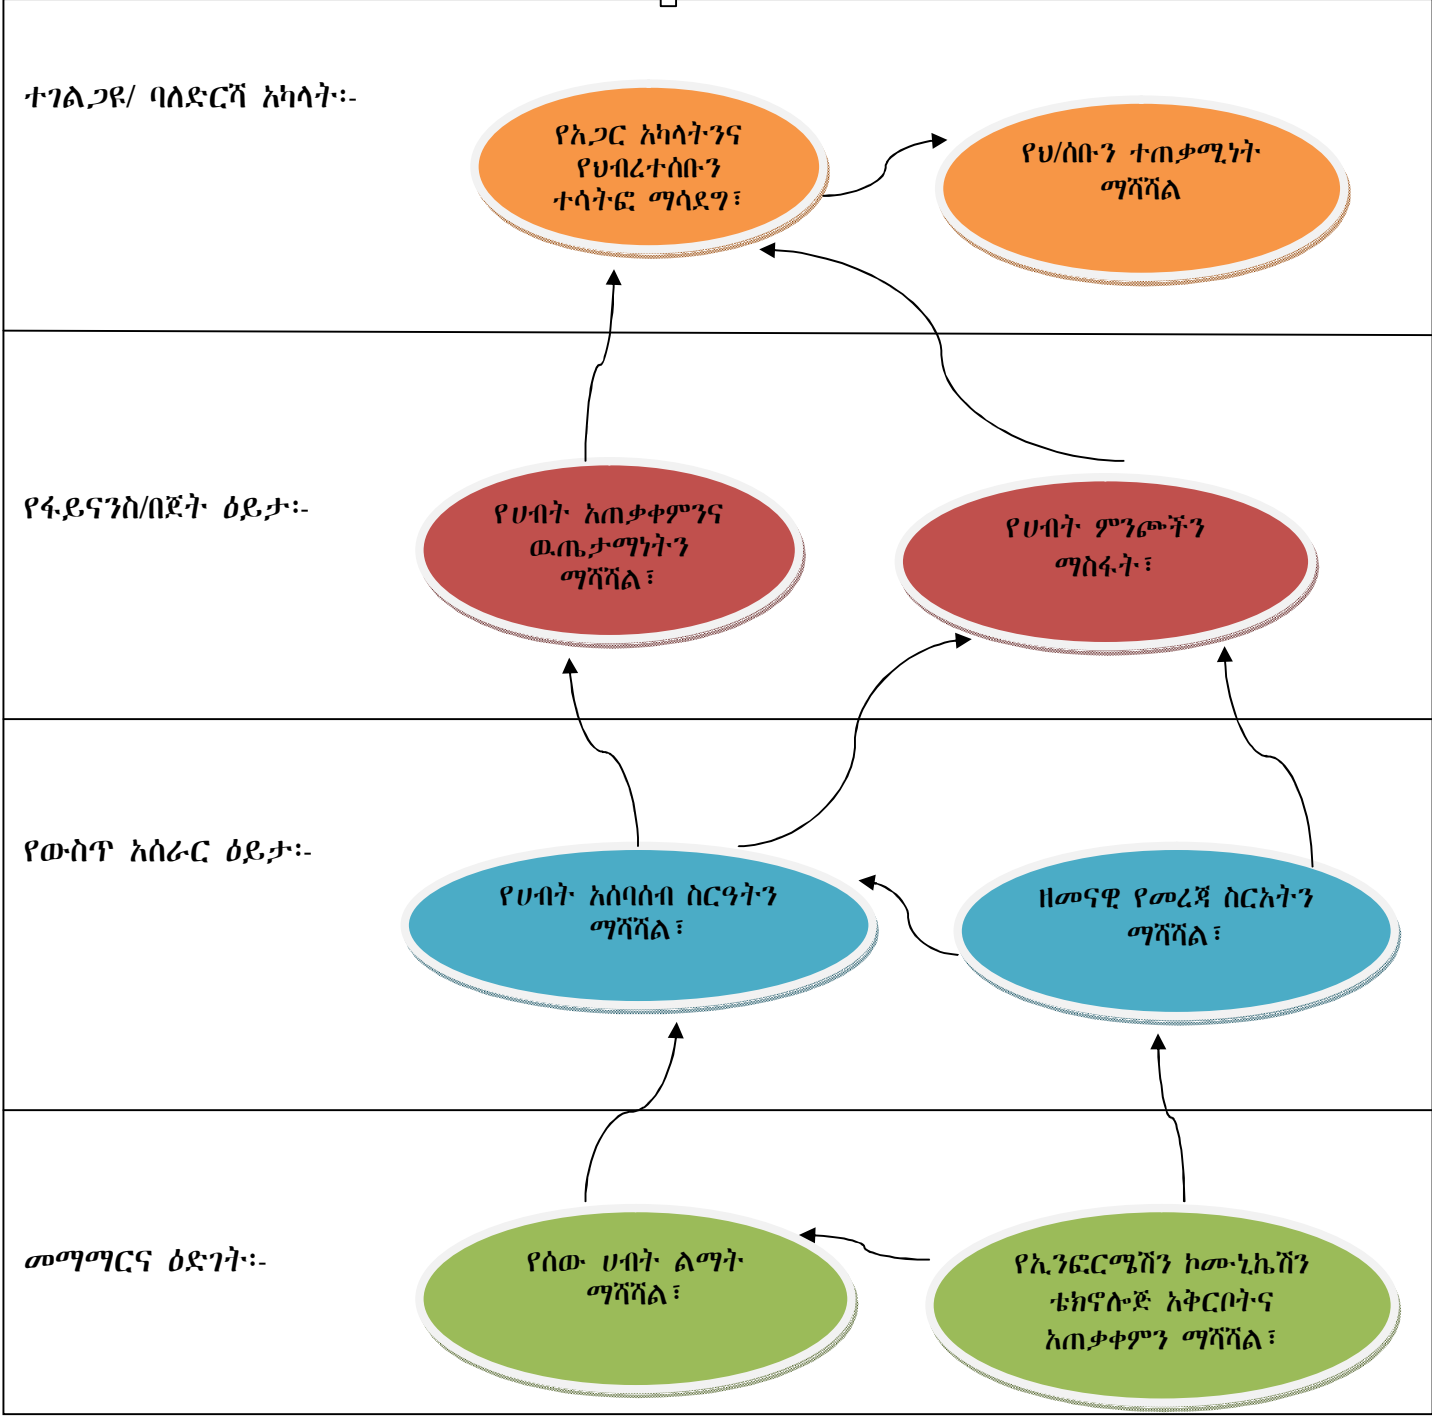 ተገልጋዩ/ ባለድርሻ አካላት፡-
የአጋር አካላትንና
የህብረተሰቡን
ተሳትፎ ማሳደግ፣
የህ/ሰቡን ተጠቃሚነት
ማሻሻል
የፋይናንስ/በጀት ዕይታ፡-
የሀብት አጠቃቀምንና
ዉጤታማነትን
ማሻሻል፣
የሀብት ምንጮችን
ማስፋት፣
የውስጥ አሰራር ዕይታ፡-
የሀብት አሰባሰብ ስርዓትን
ማሻሻል፣
ዘመናዊ የመረጃ ስርአትን
ማሻሻል፣
መማማርና ዕድገት፡-
የሰው ሀብት ልማት
ማሻሻል፣
የኢንፎርሜሽን ኮሙኒኬሽን
ቴክኖሎጅ አቅርቦትና
አጠቃቀምን ማሻሻል፣